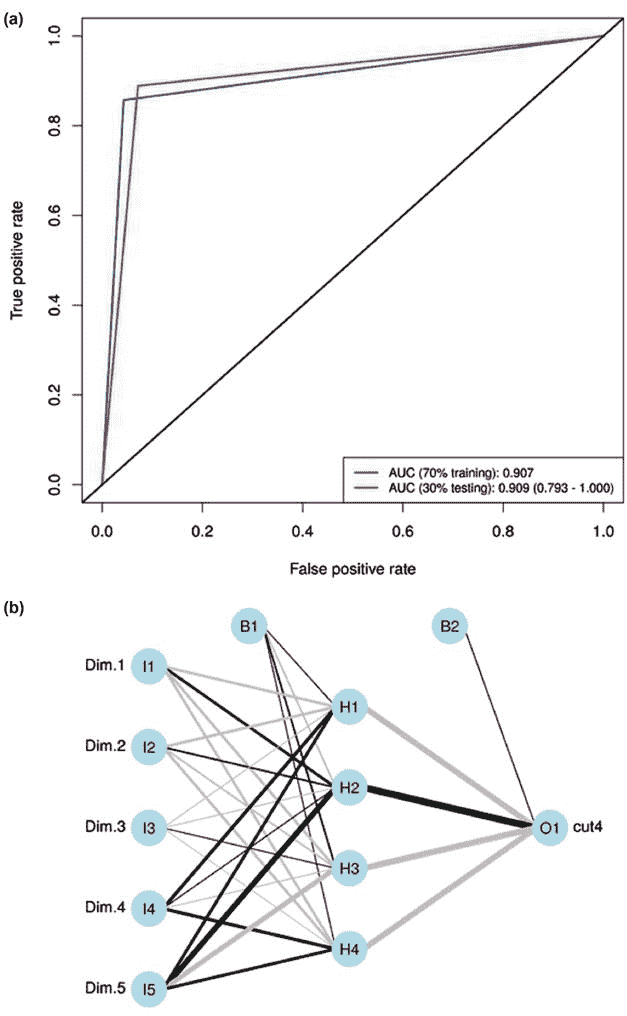 (a)
1.0
0.8
0.6
0.4
0.2
0.0
True positive rate
AUC (70% training): 0.907
AUC (30% testing): 0.909 (0.793 - 1.000)
0.0 0.2 0.4 0.6 0.8 1.0
False positive rate
(b)
B1 B2
Dim.1 I1
H1
Dim.2 I2
H2
Dim.3 I3 O1 cut4
H3
Dim.4 I4
H4
Dim.5 I5